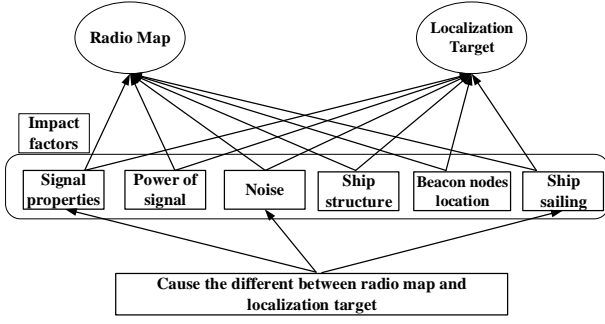 Radio Map
Localization
Target
Impact
factors
Signal
properties
Power of
signal
Noise
Ship
structure
Beacon nodes
location
Ship
sailing
Cause the different between radio map and
localization target